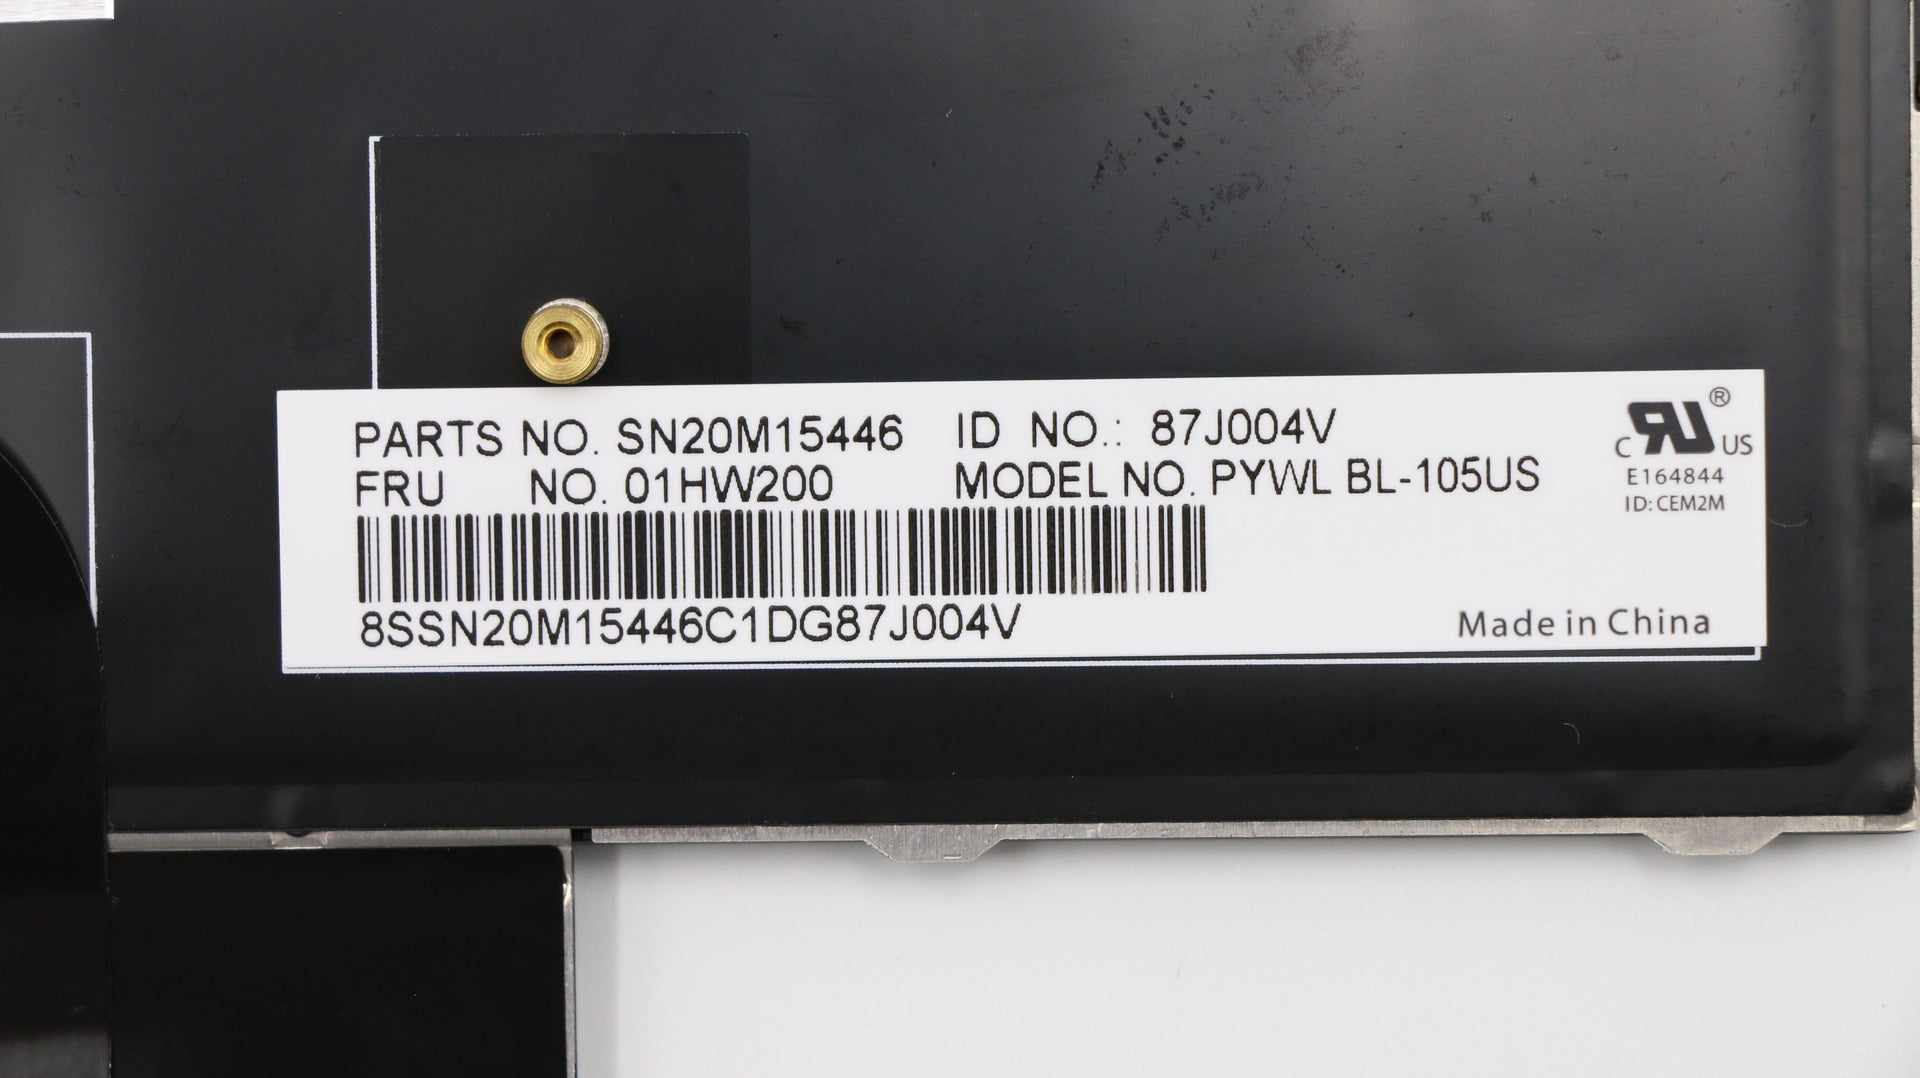 PARTS NO. SN20M15446 ID NO.: 87J004V
FRU NO. 01HW200 MODEL NO. PYWL BL-105US
8SSN20M15446C1DG87J004V
c RU ® US
E164844
ID: CEM2M
Made in China